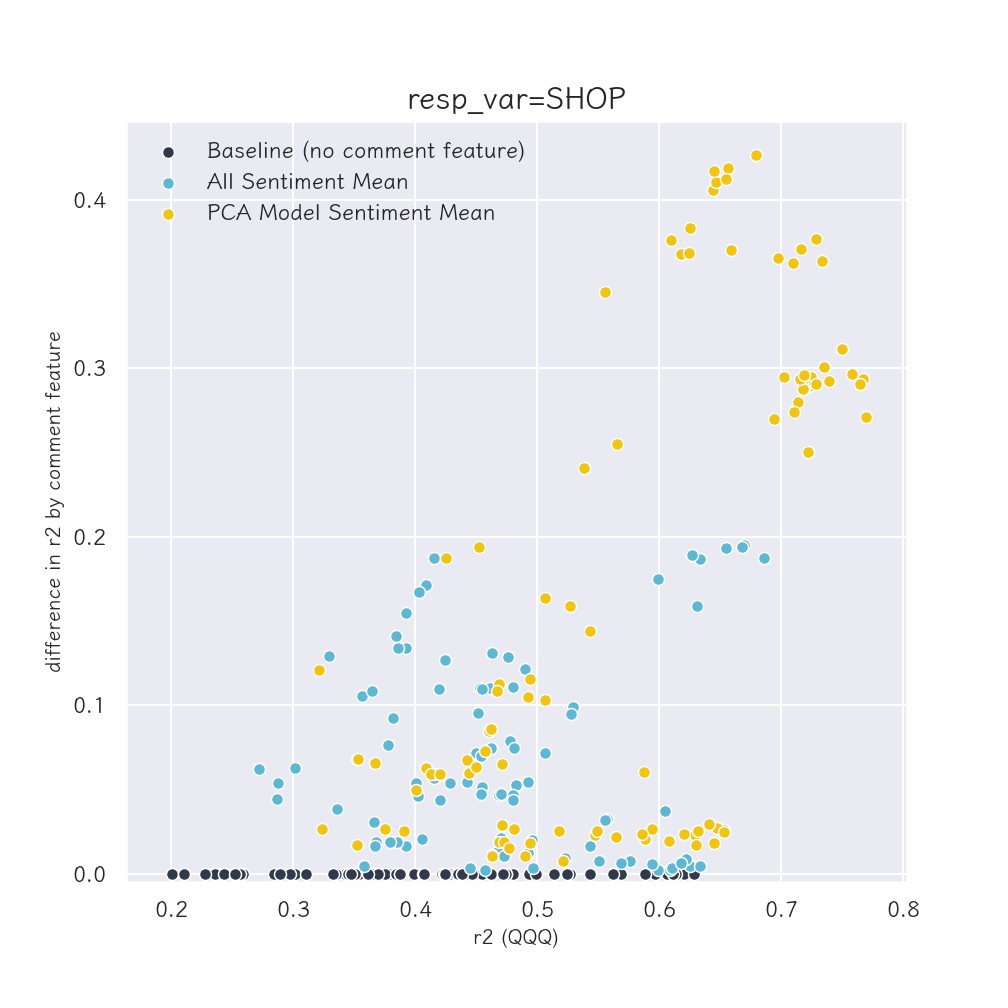 resp_var=SHOP
Baseline (no comment feature)
All Sentiment Mean
PCA Model Sentiment Mean
difference in r2 by comment feature
0.4
0.3
0.2
0.1
0.0
0.2 0.3 0.4 0.5 0.6 0.7 0.8
r2 (QQQ)